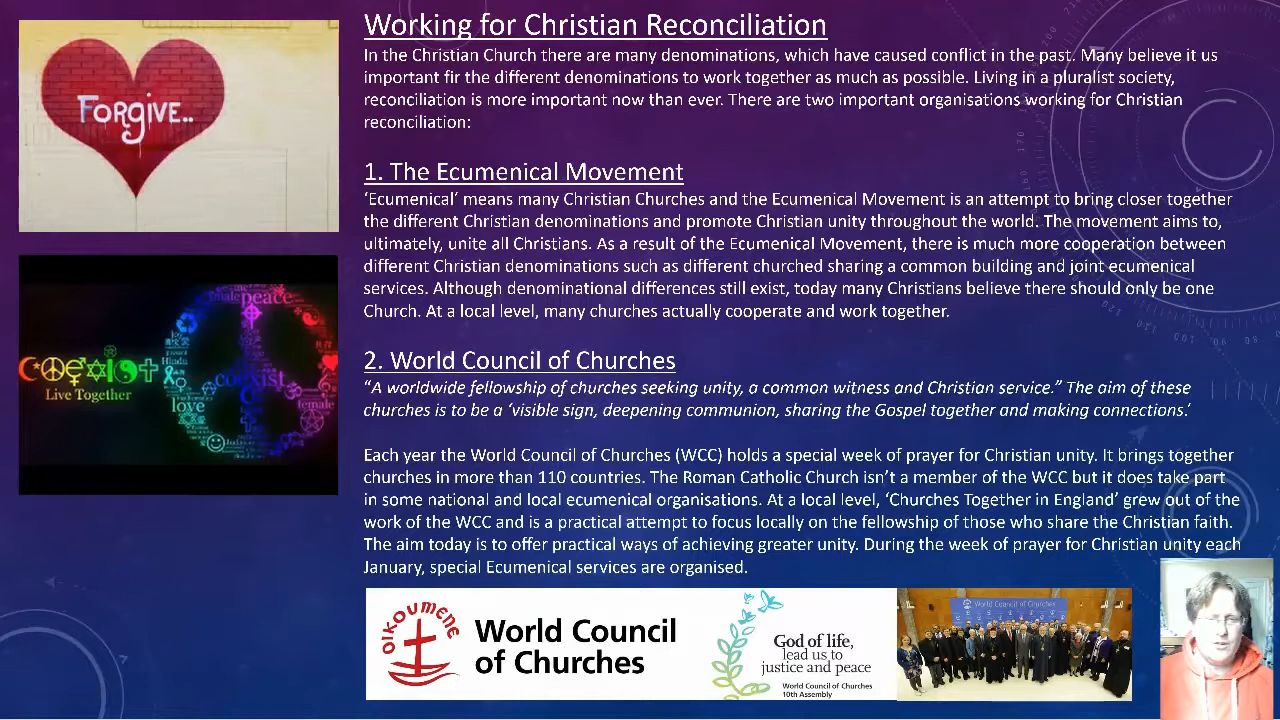 Working for Christian Reconciliation
In the Christian Church there are many denominations, which have caused conflict in the past. Many believe it us
important fir the different denominations to work together as much as possible. Living in a pluralist society,
reconciliation is more important now than ever. There are two important organisations working for Christian
reconciliation:
1. The Ecumenical Movement
‘Ecumenical’ means many Christian Churches and the Ecumenical Movement is an attempt to bring closer together
the different Christian denominations and promote Christian unity throughout the world. The movement aims to,
ultimately, unite all Christians. As a result of the Ecumenical Movement, there is much more cooperation between
different Christian denominations such as different churched sharing a common building and joint ecumenical
services. Although denominational differences still exist, today many Christians believe there should only be one
Church. At a local level, many churches actually cooperate and work together.
2. World Council of Churches
“A worldwide fellowship of churches seeking unity, a common witness and Christian service.” The aim of these
churches is to be a ‘visible sign, deepening communion, sharing the Gospel together and making connections.’
Each year the World Council of Churches (WCC) holds a special week of prayer for Christian unity. It brings together
churches in more than 110 countries. The Roman Catholic Church isn’t a member of the WCC but it does take part
in some national and local ecumenical organisations. At a local level, ‘Churches Together in England’ grew out of the
work of the WCC and is a practical attempt to focus locally on the fellowship of those who share the Christian faith.
The aim today is to offer practical ways of achieving greater unity. During the week of prayer for Christian unity each
January, special Ecumenical services are organised.
FORGIVE..
COEXIST
Live Together
peace
Hindu
coexist
love
female
OIKOUMENE
World Council
of Churches
God of life,
lead us to
justice and peace
World Council of Churches
10th Assembly
World Council of Churches